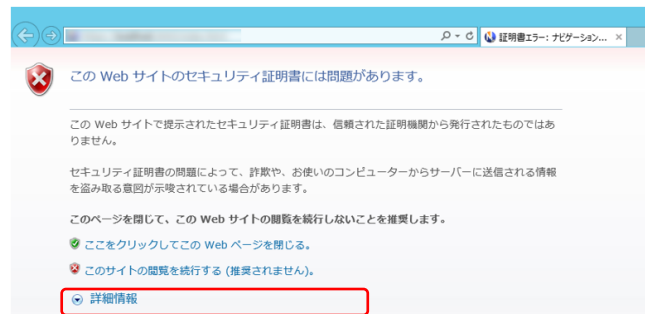 証明書エラー: ナビゲーション...
この Web サイトのセキュリティ証明書には問題があります。
この Web サイトで提示されたセキュリティ証明書は、信頼された証明機関から発行されたものではあ
りません。
セキュリティ証明書の問題によって、詐欺や、お使いのコンピューターからサーバーに送信される情報
を盗み取る意図が示唆されている場合があります。
このページを閉じて、この Web サイトの閲覧を続行しないことを推奨します。
ここをクリックしてこの Web ページを閉じる。
このサイトの閲覧を続行する (推奨されません)。
詳細情報